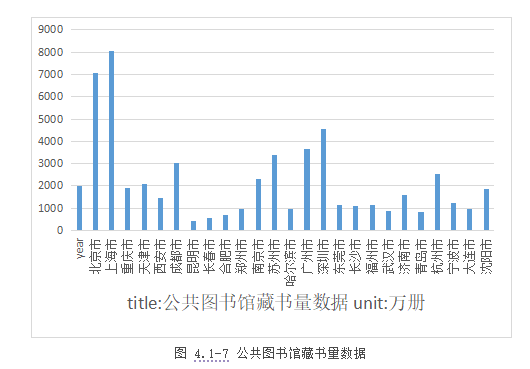 9000
8000
7000
6000
5000
4000
3000
2000
1000
0
year
北京市
上海市
重庆市
天津市
西安市
成都市
昆明市
长春市
合肥市
郑州市
南京市
苏州市
哈尔滨市
广州市
深圳市
东莞市
长沙市
福州市
武汉市
济南市
青岛市
杭州市
宁波市
大连市
沈阳市
title:公共图书馆藏书量数据 unit:万册
图 4.1-7 公共图书馆藏书量数据